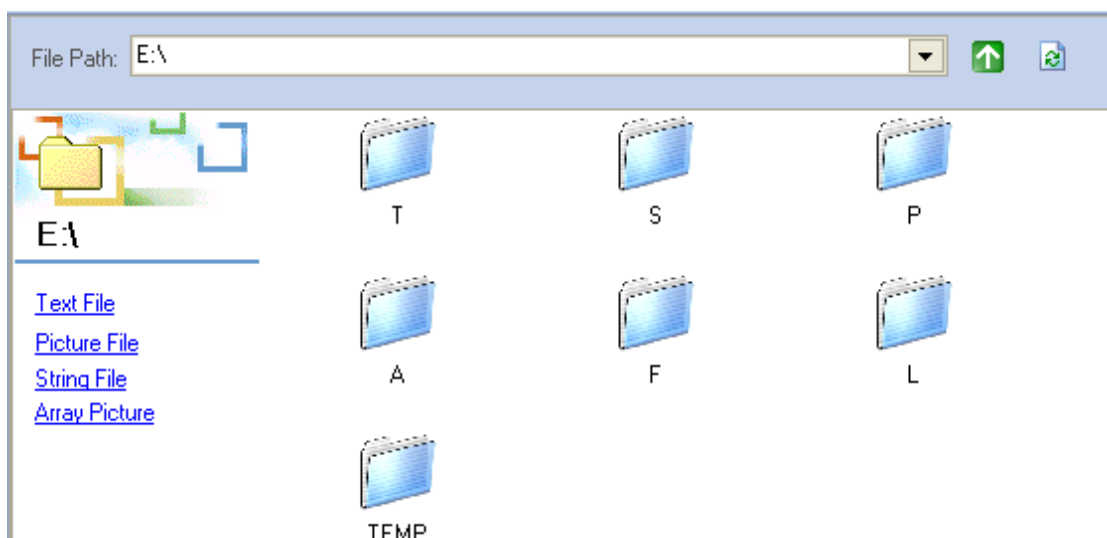 File Path: E:\
T S P
E:\
Text File
Picture File
String File
Array Picture
A F L
TEMP